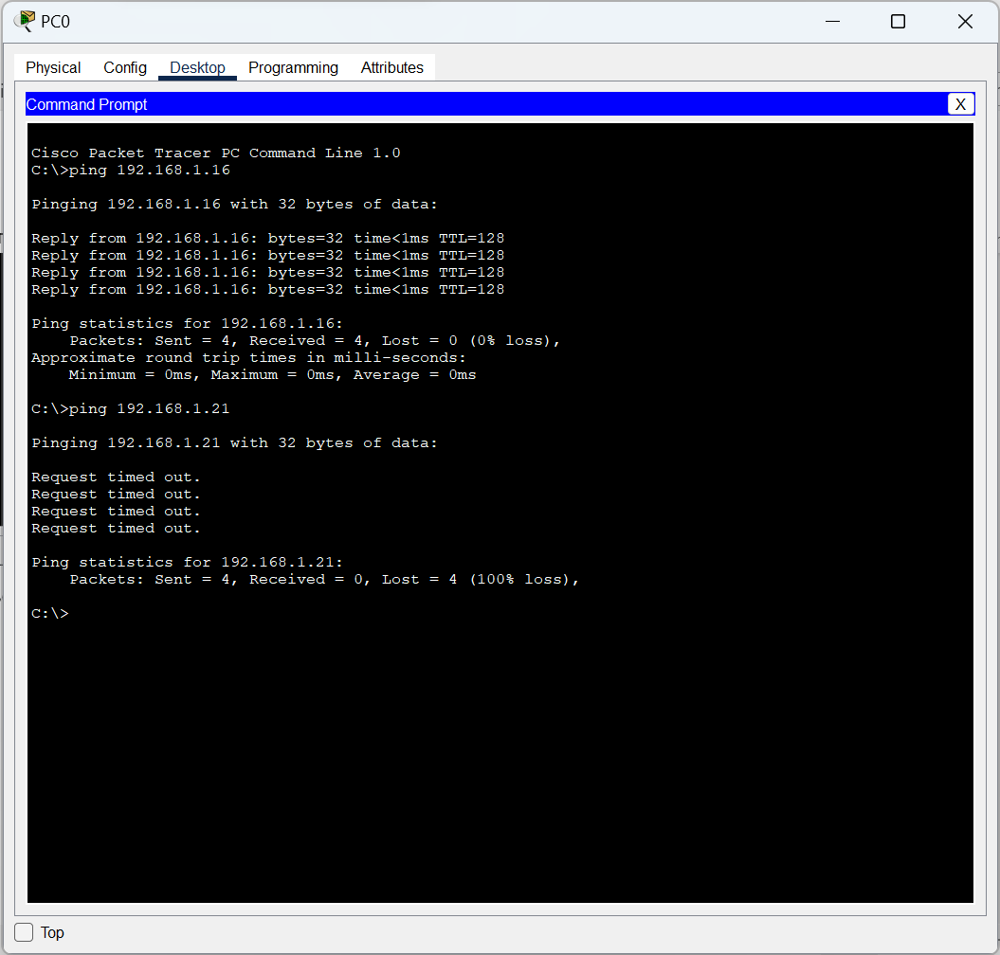 PC0
Physical Config Desktop Programming Attributes
Command Prompt X
Cisco Packet Tracer PC Command Line 1.0
C:\>ping 192.168.1.16
Pinging 192.168.1.16 with 32 bytes of data:
Reply from 192.168.1.16: bytes=32 time<1ms TTL=128
Reply from 192.168.1.16: bytes=32 time<1ms TTL=128
Reply from 192.168.1.16: bytes=32 time<1ms TTL=128
Reply from 192.168.1.16: bytes=32 time<1ms TTL=128
Ping statistics for 192.168.1.16:
    Packets: Sent = 4, Received = 4, Lost = 0 (0% loss),
Approximate round trip times in milli-seconds:
    Minimum = 0ms, Maximum = 0ms, Average = 0ms
C:\>ping 192.168.1.21
Pinging 192.168.1.21 with 32 bytes of data:
Request timed out.
Request timed out.
Request timed out.
Request timed out.
Ping statistics for 192.168.1.21:
    Packets: Sent = 4, Received = 0, Lost = 4 (100% loss),
C:\>
Top